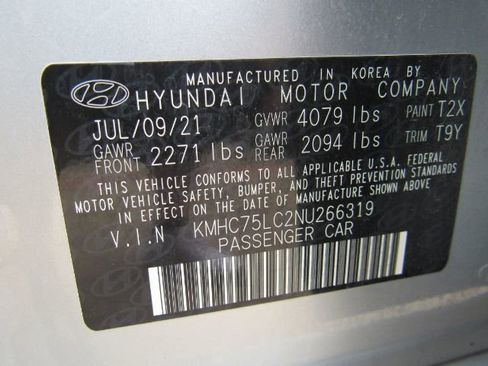 MANUFACTURED IN KOREA BY
HYUNDAI MOTOR COMPANY
JUL/09/21 GVWR 4079 lbs PAINT T2X
GAWR FRONT 2271 lbs GAWR REAR 2094 lbs TRIM T9Y
THIS VEHICLE CONFORMS TO ALL APPLICABLE U.S.A. FEDERAL
MOTOR VEHICLE SAFETY, BUMPER, AND THEFT PREVENTION
STANDARDS IN EFFECT ON THE DATE OF MANUFACTURE SHOWN ABOVE.
V.I.N KMHC75LC2NU266319
PASSENGER CAR